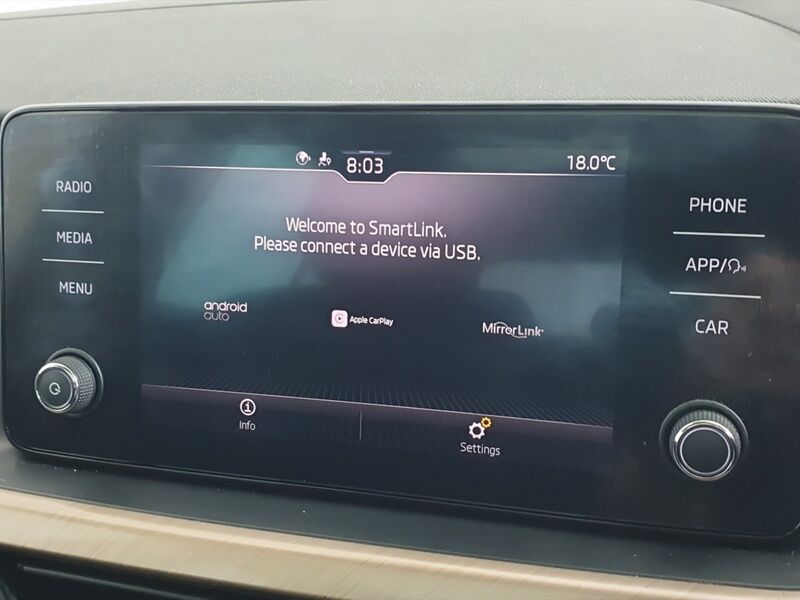 8:03
18.0°C
RADIO
MEDIA
MENU
Welcome to SmartLink.
Please connect a device via USB.
android
auto
Apple CarPlay
MirrorLink
Info
Settings
PHONE
APP/
CAR